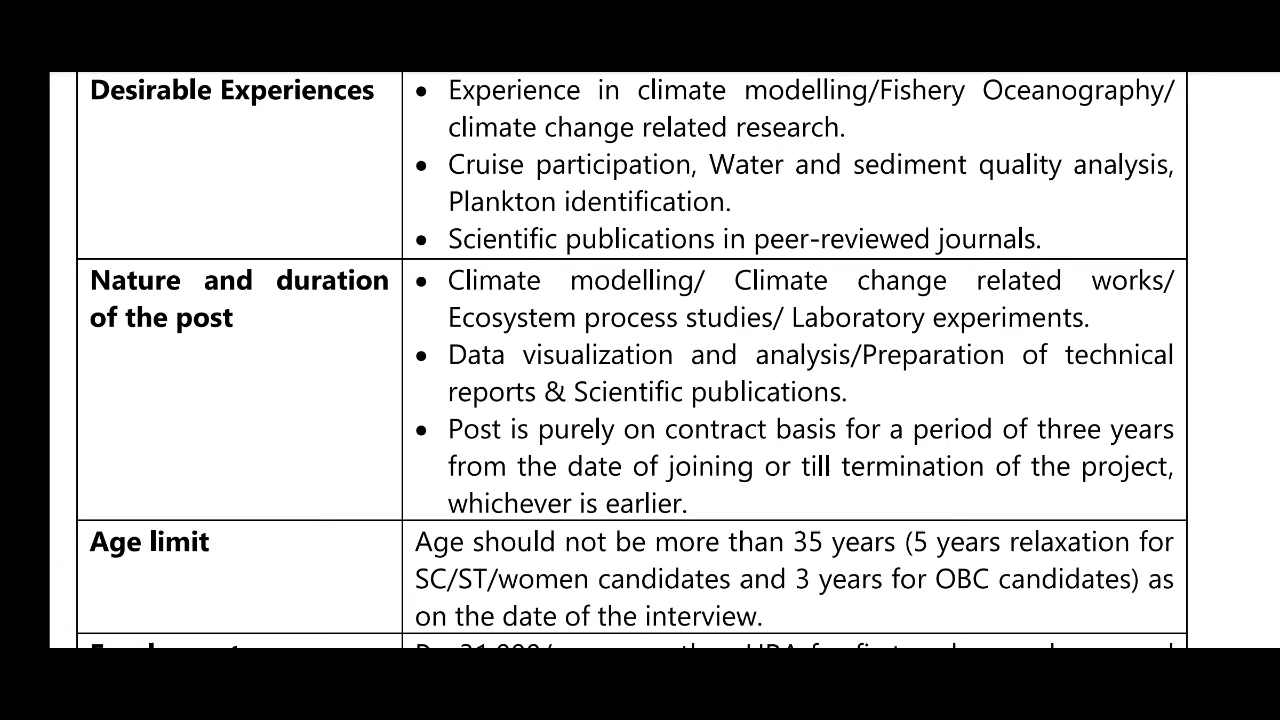 Desirable Experiences
• Experience in climate modelling/Fishery Oceanography/
climate change related research.
• Cruise participation, Water and sediment quality analysis,
Plankton identification.
• Scientific publications in peer-reviewed journals.
Nature and duration
of the post
• Climate modelling/ Climate change related works/
Ecosystem process studies/ Laboratory experiments.
• Data visualization and analysis/Preparation of technical
reports & Scientific publications.
• Post is purely on contract basis for a period of three years
from the date of joining or till termination of the project,
whichever is earlier.
Age limit
Age should not be more than 35 years (5 years relaxation for
SC/ST/women candidates and 3 years for OBC candidates) as
on the date of the interview.